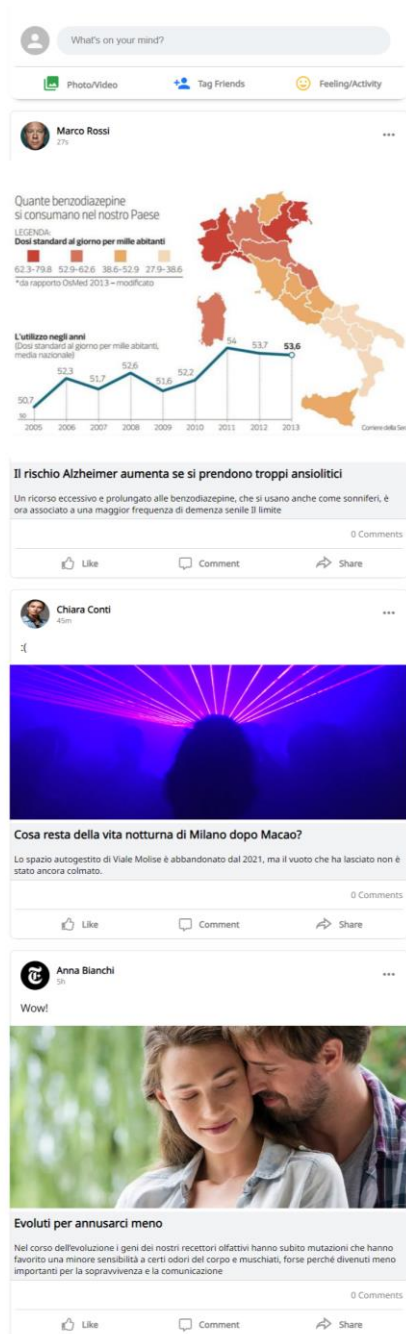 What's on your mind?
Photo/Video
Tag Friends
Feeling/Activity
Marco Rossi
27s
Quante benzodiazepine
si consumano nel nostro Paese
LEGENDA:
Dosi standard al giorno per mille abitanti
62.3–79.8 52.9–62.6 38.6–52.9 27.9–38.6
*da rapporto OsMed 2013 – modificato
L'utilizzo negli anni
(Dosi standard al giorno per mille abitanti,
media nazionale)
50,7 52,3 51,7 52,6 51,6 52,2 54 53,7 53,6
50
2005 2006 2007 2008 2009 2010 2011 2012 2013
Corriere della Ser
Il rischio Alzheimer aumenta se si prendono troppi ansiolitici
Un ricorso eccessivo e prolungato alle benzodiazepine, che si usano anche come sonniferi, è
ora associato a una maggior frequenza di demenza senile Il limite
0 Comments
Like Comment Share
Chiara Conti
45m
:(
Cosa resta della vita notturna di Milano dopo Macao?
Lo spazio autogestito di Viale Molise è abbandonato dal 2021, ma il vuoto che ha lasciato non è
stato ancora colmato.
0 Comments
Like Comment Share
Anna Bianchi
5h
Wow!
Evoluti per annusarci meno
Nel corso dell'evoluzione i geni dei nostri recettori olfattivi hanno subito mutazioni che hanno
favorito una minore sensibilità a certi odori del corpo e muschiati, forse perché divenuti meno
importanti per la sopravvivenza e la comunicazione
0 Comments
Like Comment Share